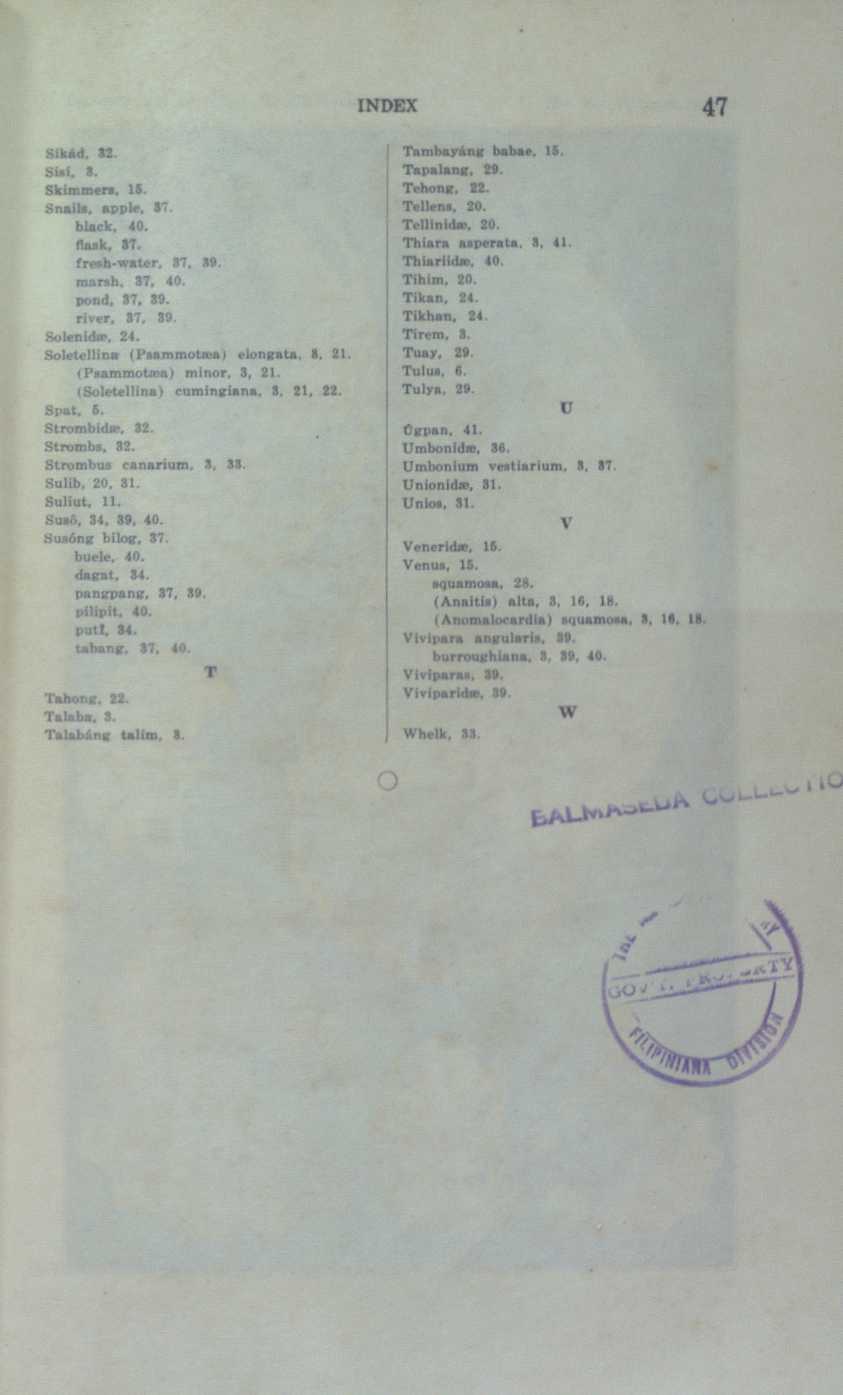 INDEX 47
Sikád, 32.
Sisi, 3.
Skimmers, 15.
Snails, apple, 37.
black, 40.
flask, 37.
fresh-water, 37, 39.
marsh, 37, 40.
pond, 37, 39.
river, 37, 39.
Solenidæ, 24.
Soletellina (Psammotæa) elongata, 3, 21.
(Psammotæa) minor, 3, 21.
(Soletellina) cumingiana, 3, 21, 22.
Spat, 5.
Strombidæ, 32.
Strombs, 32.
Strombus canarium, 3, 33.
Sulib, 20, 31.
Suliut, 11.
Susô, 34, 39, 40.
Susóng bilog, 37.
buele, 40.
dagat, 34.
pangpang, 37, 39.
pilipit, 40.
putî, 34.
tabang, 37, 40.
T
Tahong, 22.
Talaba, 3.
Talabáng talim, 3.
Tambayáng babae, 15.
Tapalang, 29.
Tehong, 22.
Tellens, 20.
Tellinidæ, 20.
Thiara asperata, 3, 41.
Thiariidæ, 40.
Tihim, 20.
Tikan, 24.
Tikhan, 24.
Tirem, 3.
Tuay, 29.
Tulus, 6.
Tulya, 29.
U
Úgpan, 41.
Umbonidæ, 36.
Umbonium vestiarium, 3, 37.
Unionidæ, 31.
Unios, 31.
V
Veneridæ, 15.
Venus, 15.
squamosa, 28.
(Anaitis) alta, 3, 16, 18.
(Anomalocardia) squamosa, 3, 16, 18.
Vivipara angularis, 39.
burroughiana, 3, 39, 40.
Viviparas, 39.
Viviparidæ, 39.
W
Whelk, 33.
BALMASEDA COLLECTIO
GOV'T. PROPERTY
FILIPINIANA DIVISION